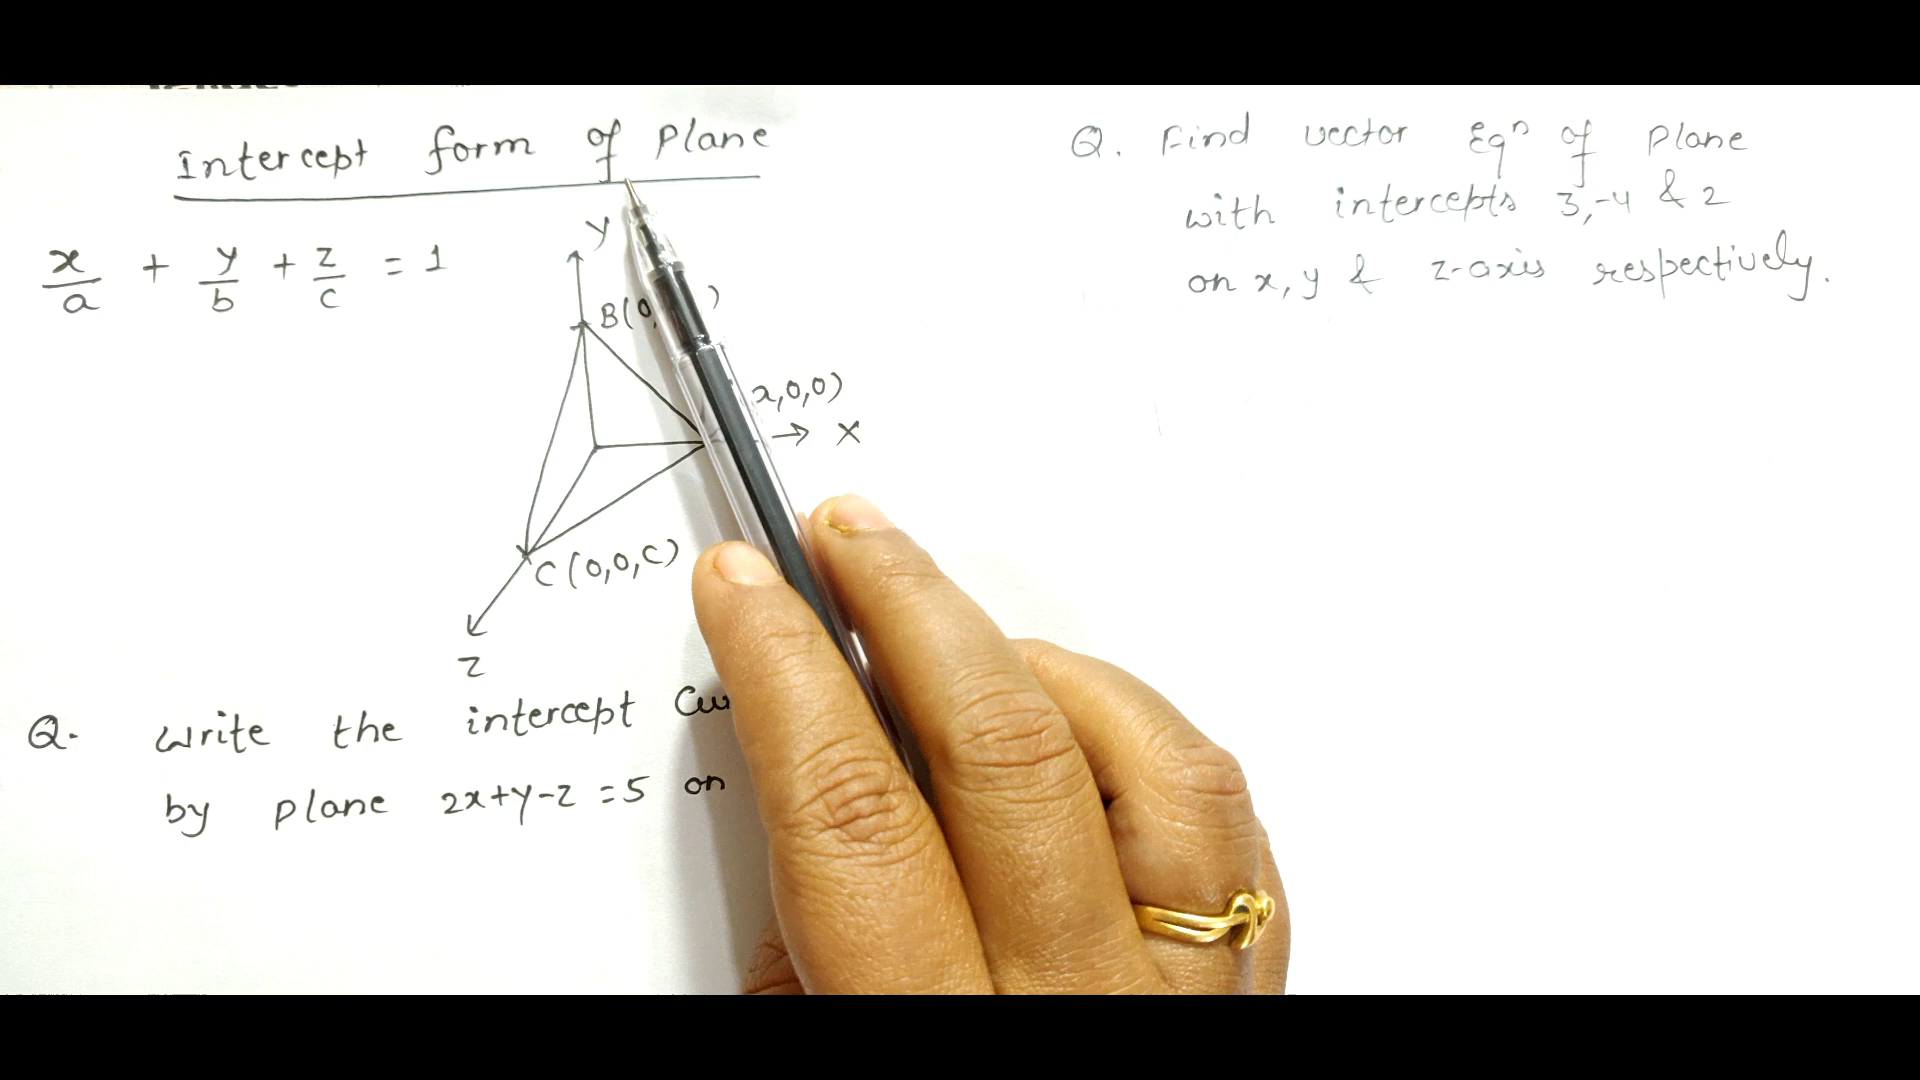 Intercept form of Plane
x/a + y/b + z/c = 1
Y
B(0, )
x,0,0)
X
C(0,0,C)
Z
Q. Write the intercept
by plane 2x+y-z=5 on
Q. Find vector Eqn of Plane
with intercepts 3,-4 & 2
on x, y & z-axis respectively.